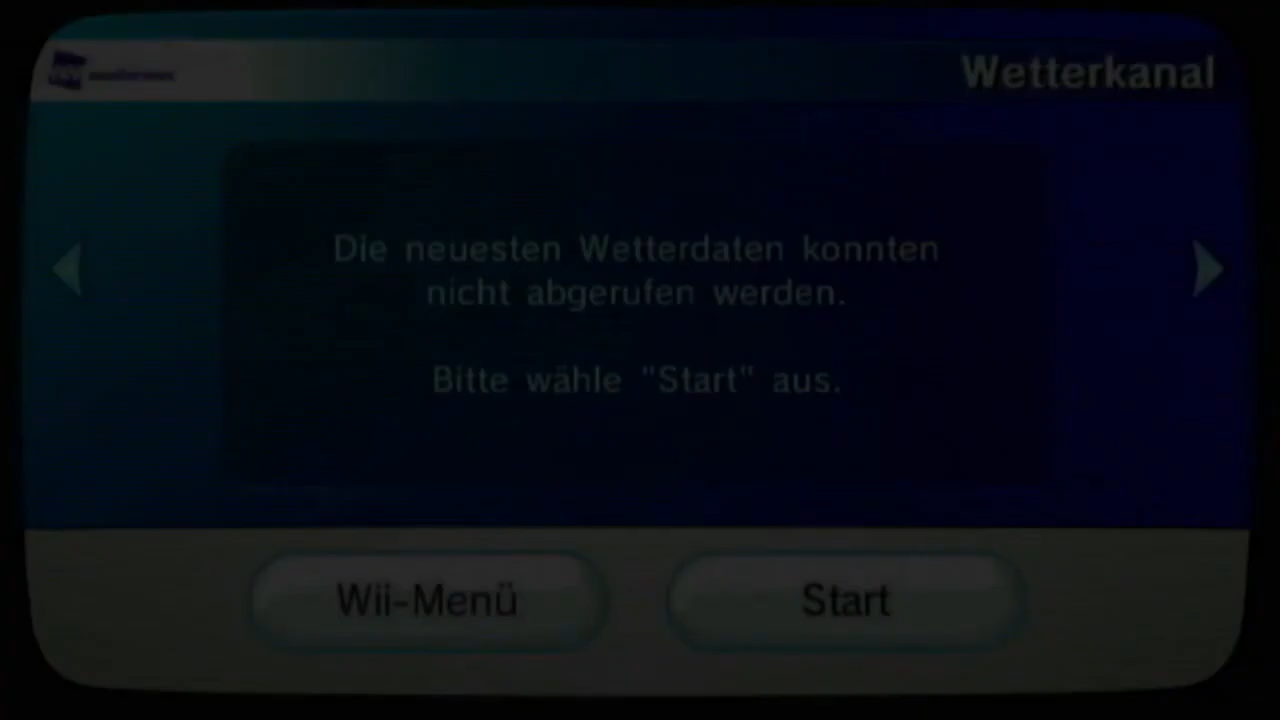 Wetterkanal
Die neuesten Wetterdaten konnten
nicht abgerufen werden.
Bitte wähle "Start" aus.
Wii-Menü
Start